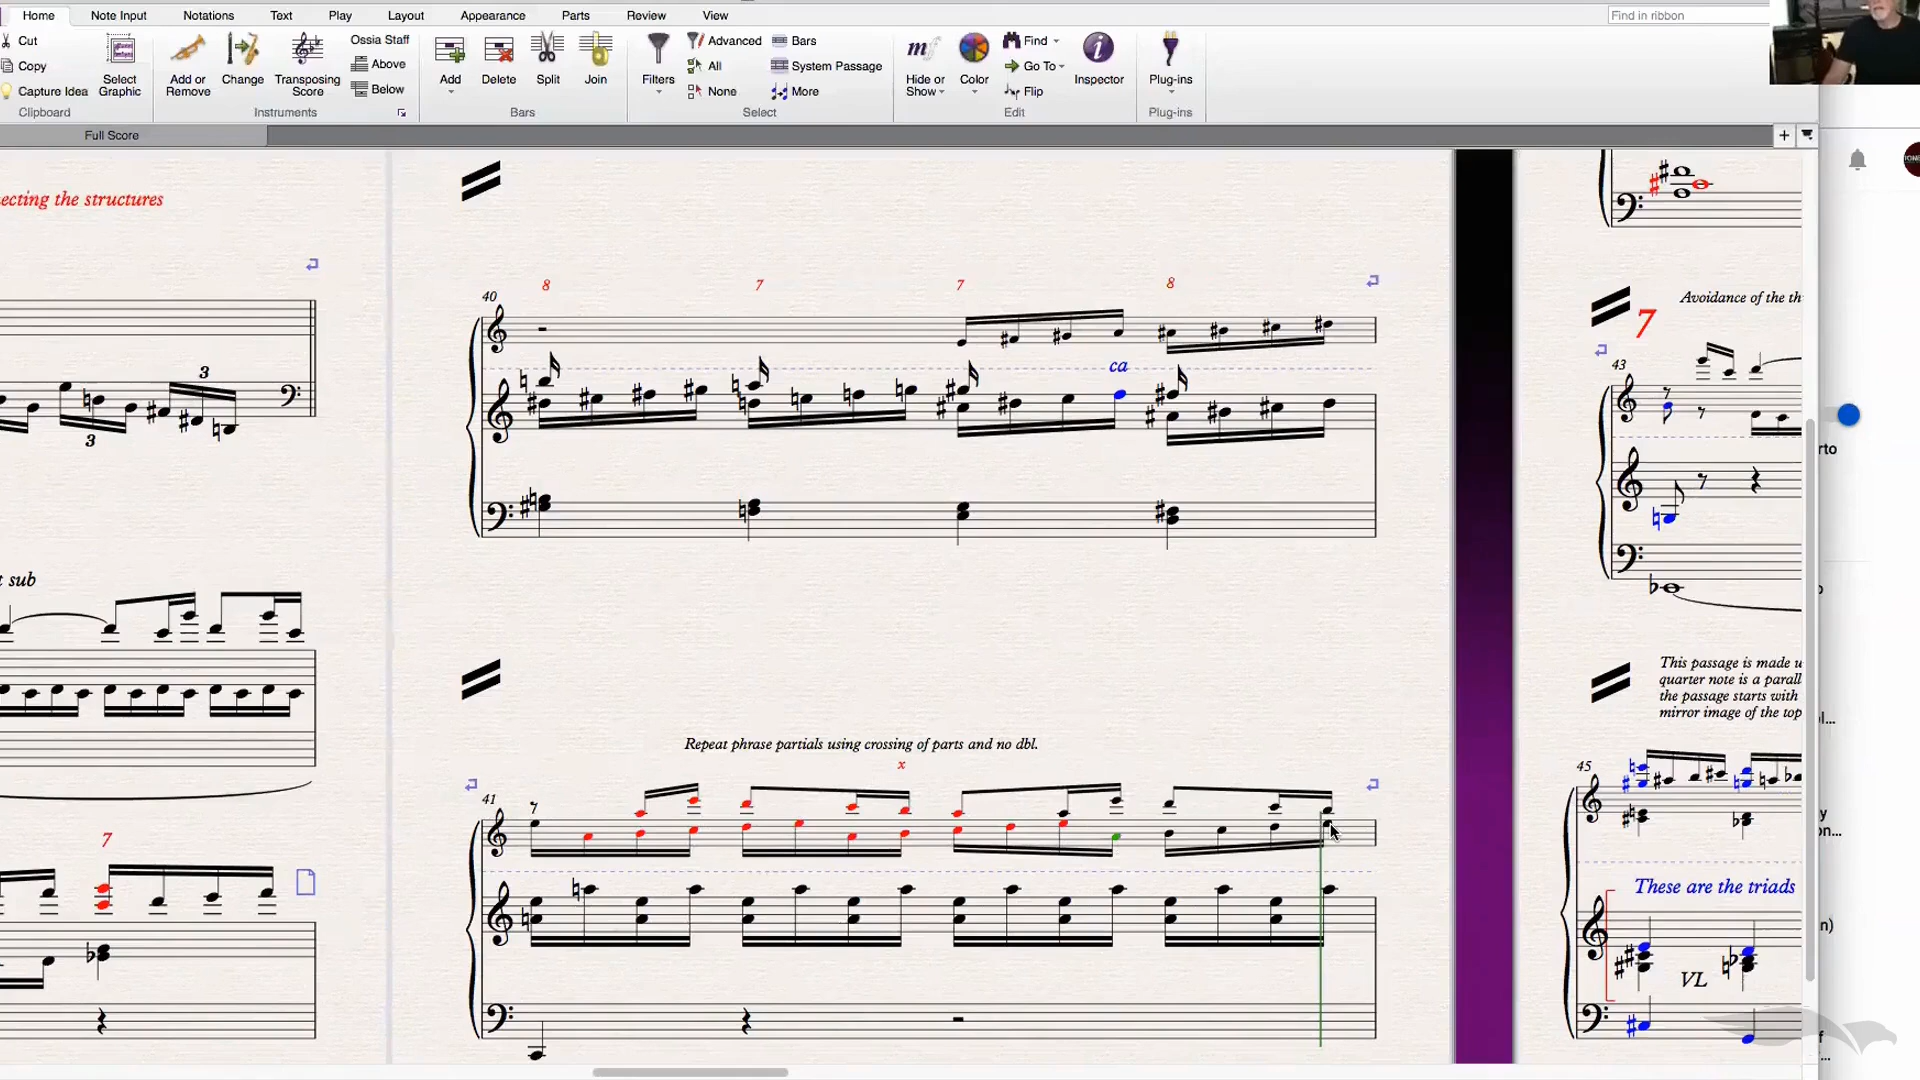 Home Note Input Notations Text Play Layout Appearance Parts Review View
Find in ribbon
Cut
Copy
Capture Idea
Clipboard
Select Graphic
Add or Remove
Change
Transposing Score
Ossia Staff
Above
Below
Instruments
Add
Delete
Split
Join
Bars
Filters
Advanced
All
None
Bars
System Passage
More
Select
Hide or Show
Color
Find
Go To
Flip
Inspector
Edit
Plug-ins
Plug-ins
Full Score
ecting the structures
3
3
t sub
7
8 7 7 8
40
ca
Repeat phrase partials using crossing of parts and no dbl.
x
41
Avoidance of the th
7
43
This passage is made u
quarter note is a parall
the passage starts with
mirror image of the top
45
These are the triads
VL
rto